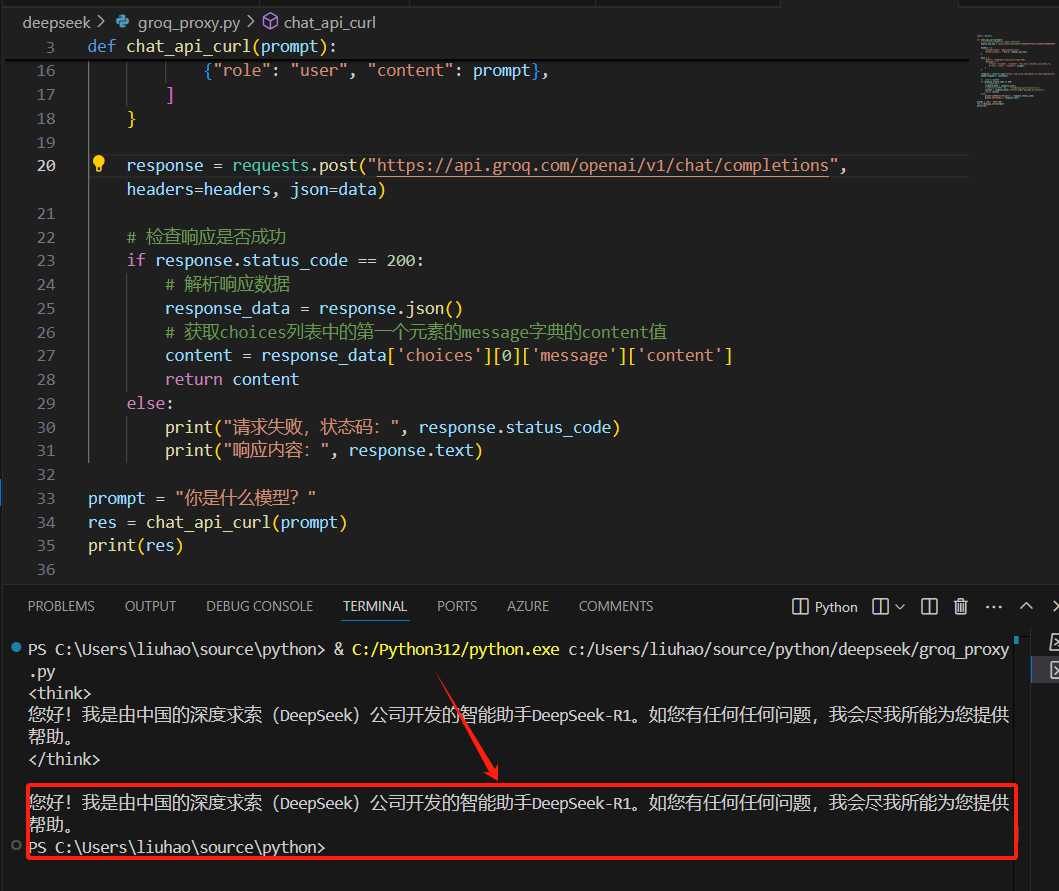 deepseek > groq_proxy.py > chat_api_curl
3 def chat_api_curl(prompt):
16 {"role": "user", "content": prompt},
17 ]
18 }
19
20 response = requests.post("https://api.groq.com/openai/v1/chat/completions",
headers=headers, json=data)
21
22 # 检查响应是否成功
23 if response.status_code == 200:
24 # 解析响应数据
25 response_data = response.json()
26 # 获取choices列表中的第一个元素的message字典的content值
27 content = response_data['choices'][0]['message']['content']
28 return content
29 else:
30 print("请求失败，状态码：", response.status_code)
31 print("响应内容：", response.text)
32
33 prompt = "你是什么模型？"
34 res = chat_api_curl(prompt)
35 print(res)
36
PROBLEMS OUTPUT DEBUG CONSOLE TERMINAL PORTS AZURE COMMENTS Python
PS C:\Users\liuhao\source\python> & C:/Python312/python.exe c:/Users/liuhao/source/python/deepseek/groq_proxy
.py
<think>
您好！我是由中国的深度求索（DeepSeek）公司开发的智能助手DeepSeek-R1。如您有任何任何问题，我会尽我所能为您提供
帮助。
</think>
您好！我是由中国的深度求索（DeepSeek）公司开发的智能助手DeepSeek-R1。如您有任何任何问题，我会尽我所能为您提供
帮助。
PS C:\Users\liuhao\source\python>